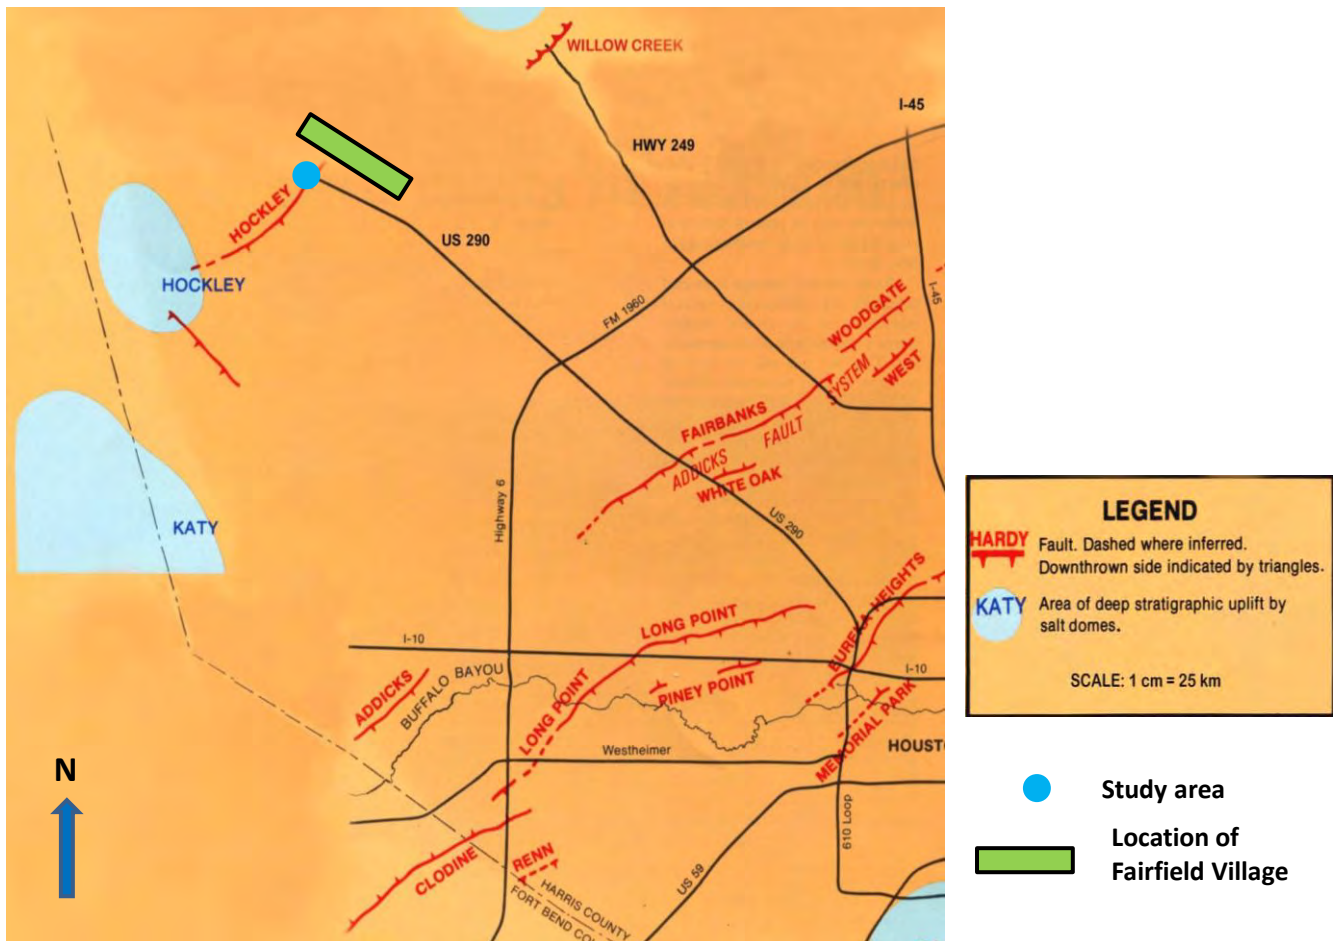 WILLOW CREEK
I-45
HWY 249
HOCKLEY
US 290
HOCKLEY
FM 1960
WOODGATE
I-45
SYSTEM
WEST
FAIRBANKS
FAULT
ADDICKS
WHITE OAK
KATY
Highway 6
US 290
EUREKA HEIGHTS
LONG POINT
I-10
I-10
BUFFALO BAYOU
ADDICKS
LONG POINT
PINEY POINT
MEMORIAL PARK
Westheimer
N
610 Loop
CLODINE
RENN
US 59
HARRIS COUNTY
FORT BEND
LEGEND
HARDY
Fault. Dashed where inferred.
Downthrown side indicated by triangles.
KATY
Area of deep stratigraphic uplift by
salt domes.
SCALE: 1 cm = 25 km
Study area
Location of
Fairfield Village